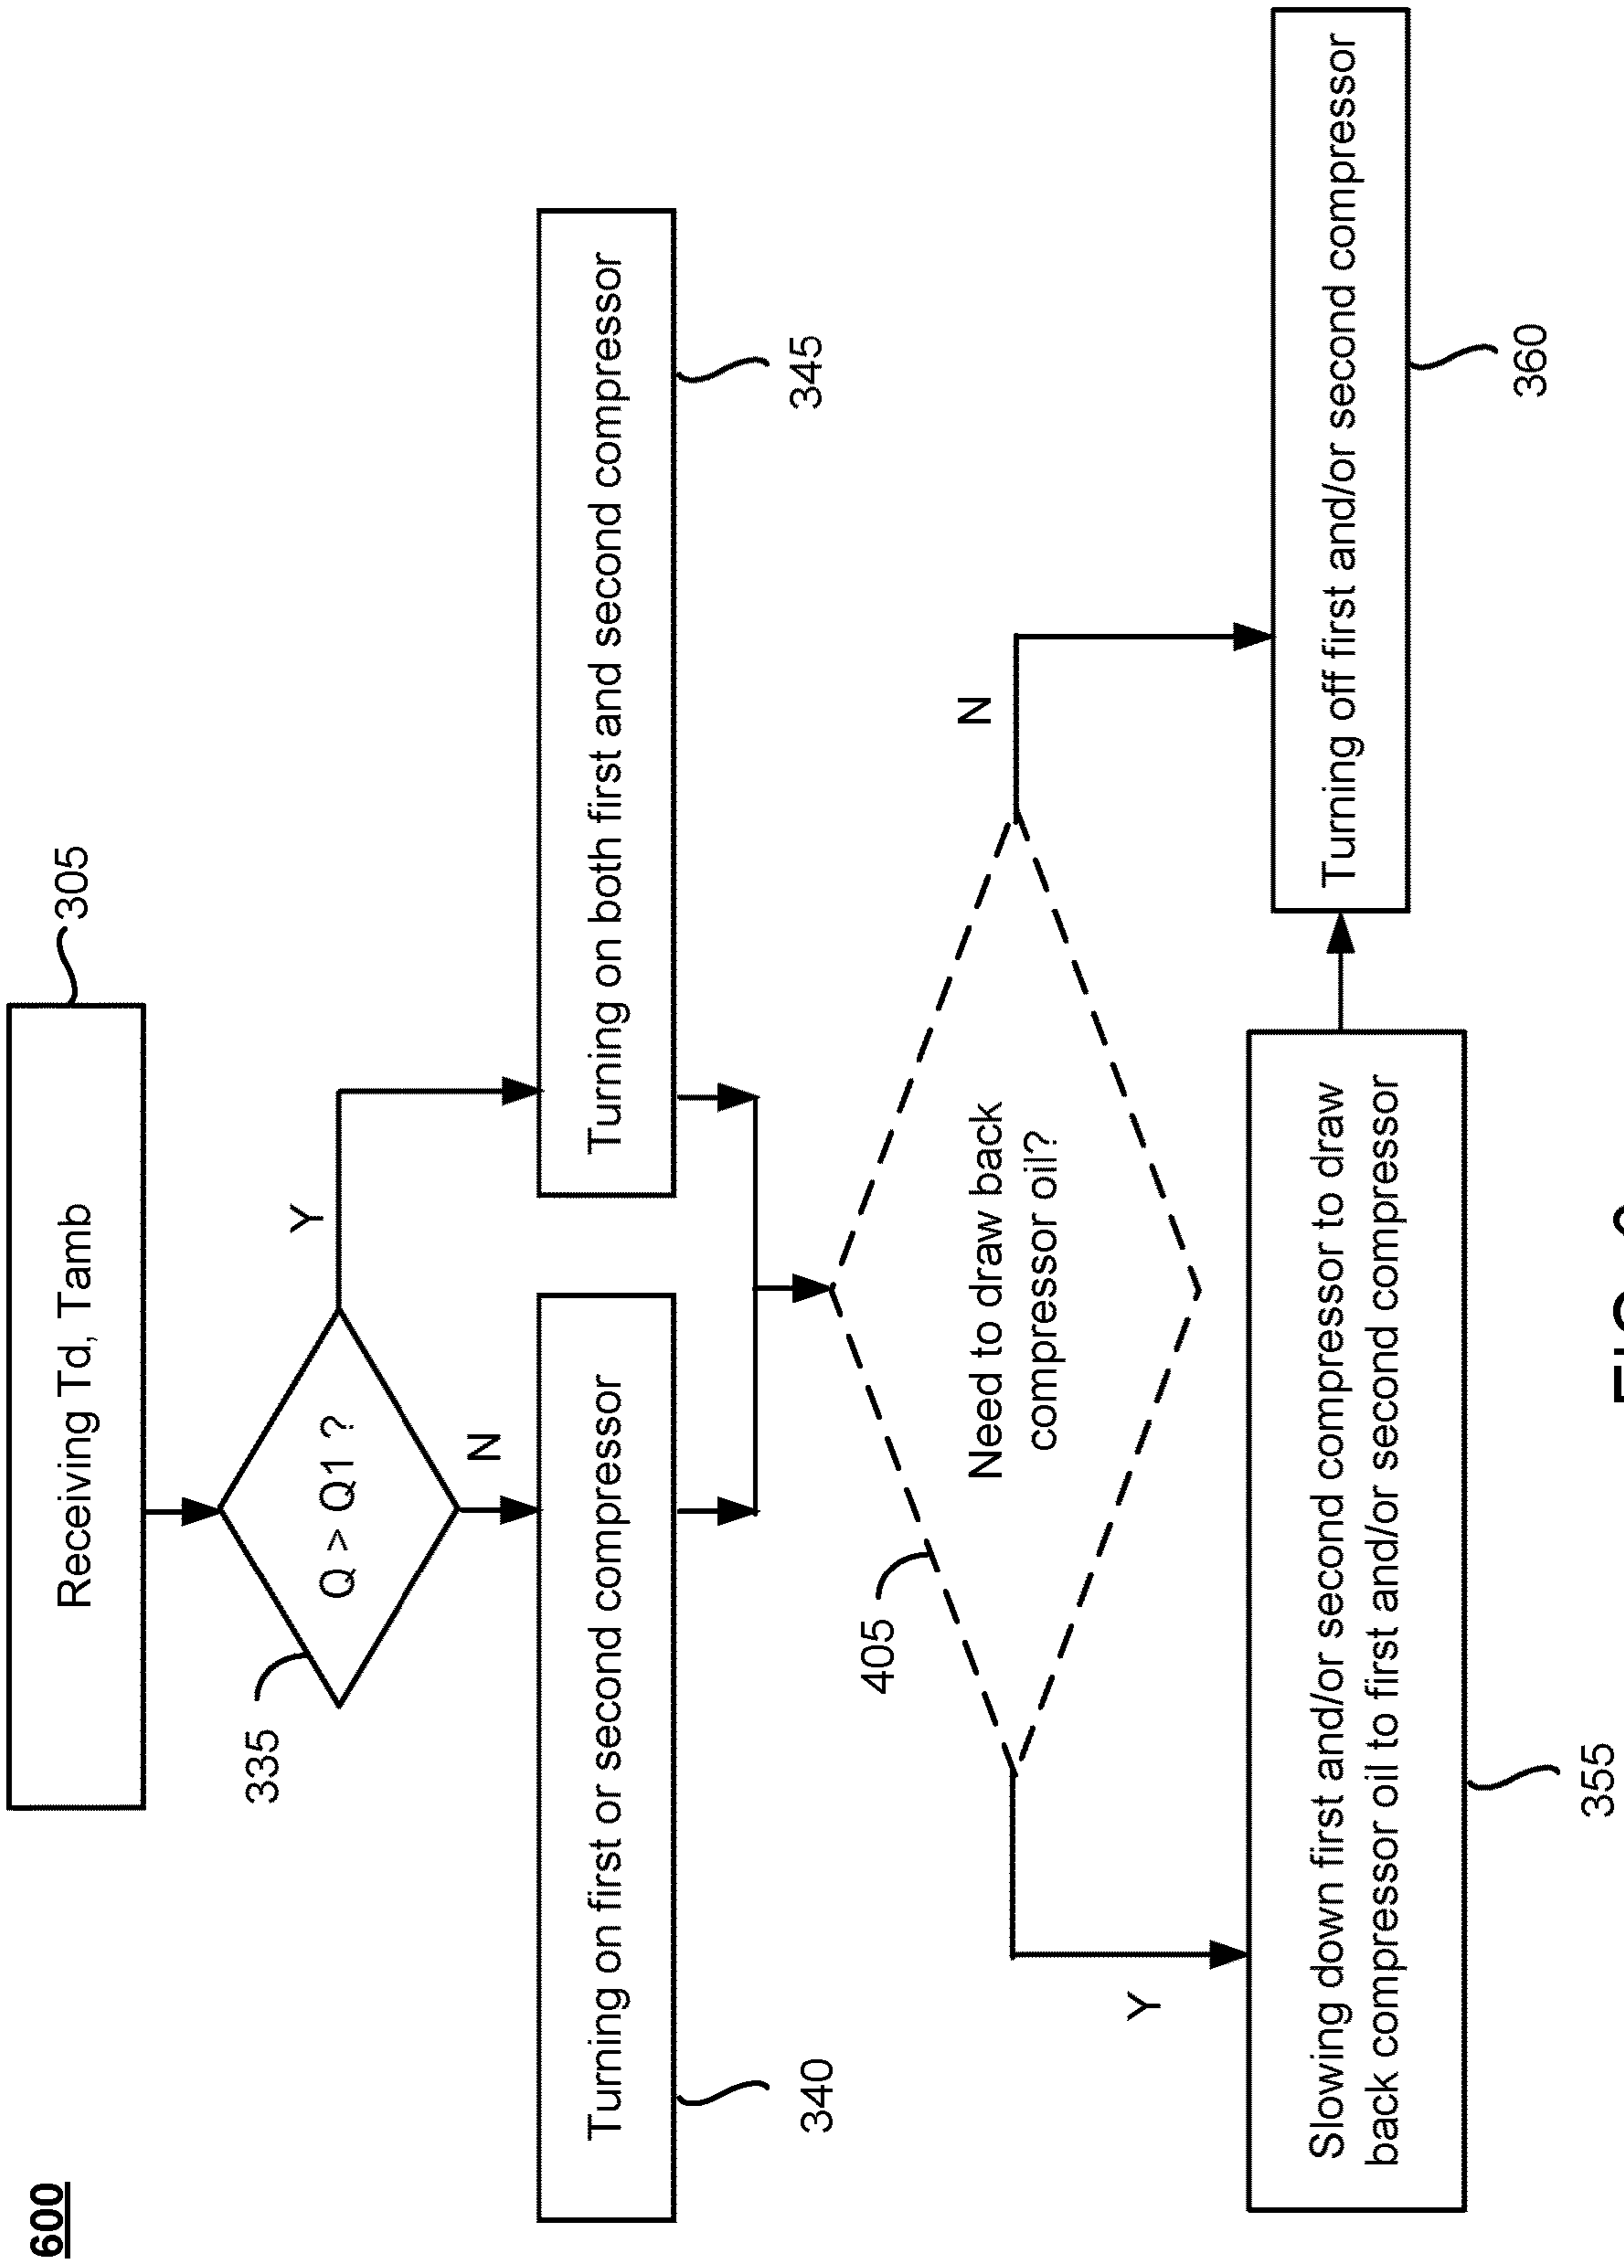 600
Receiving Td, Tamb
305
335
Q > Q1 ?
Y
N
Turning on first or second compressor
340
Turning on both first and second compressor
345
405
Need to draw back
compressor oil?
Y
N
Slowing down first and/or second compressor to draw
back compressor oil to first and/or second compressor
355
Turning off first and/or second compressor
360